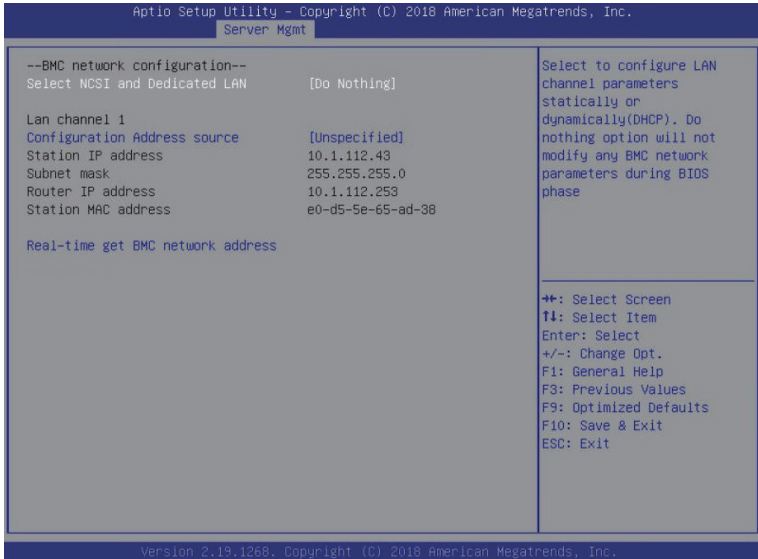 Aptio Setup Utility - Copyright (C) 2018 American Megatrends, Inc.
Server Mgmt
--BMC network configuration--
Select NCSI and Dedicated LAN [Do Nothing]
Lan channel 1
Configuration Address source [Unspecified]
Station IP address 10.1.112.43
Subnet mask 255.255.255.0
Router IP address 10.1.112.253
Station MAC address e0-d5-5e-65-ad-38
Real-time get BMC network address
Select to configure LAN
channel parameters
statically or
dynamically(DHCP). Do
nothing option will not
modify any BMC network
parameters during BIOS
phase
→←: Select Screen
↑↓: Select Item
Enter: Select
+/-: Change Opt.
F1: General Help
F3: Previous Values
F9: Optimized Defaults
F10: Save & Exit
ESC: Exit
Version 2.19.1268. Copyright (C) 2018 American Megatrends, Inc.